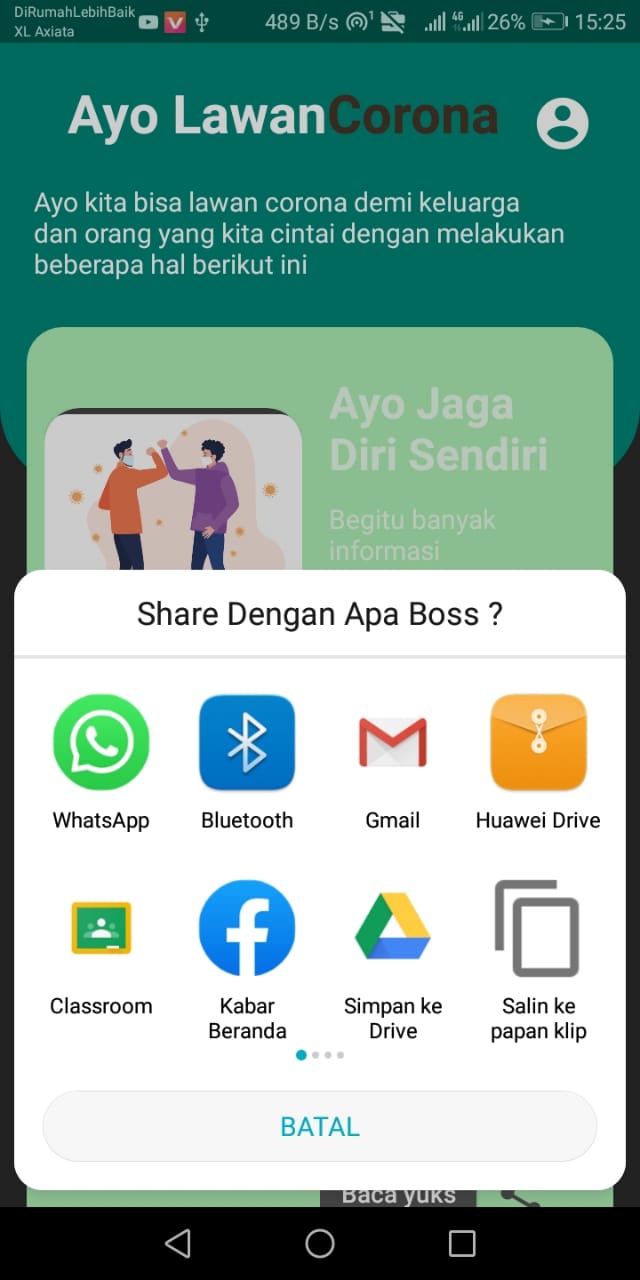 DiRumahLebihBaik
XL Axiata
489 B/s
1
4G
26%
15:25
Ayo LawanCorona
Ayo kita bisa lawan corona demi keluarga
dan orang yang kita cintai dengan melakukan
beberapa hal berikut ini
Ayo Jaga
Diri Sendiri
Begitu banyak
informasi
Share Dengan Apa Boss ?
WhatsApp
Bluetooth
Gmail
Huawei Drive
Classroom
Kabar
Beranda
Simpan ke
Drive
Salin ke
papan klip
BATAL
Baca yuks